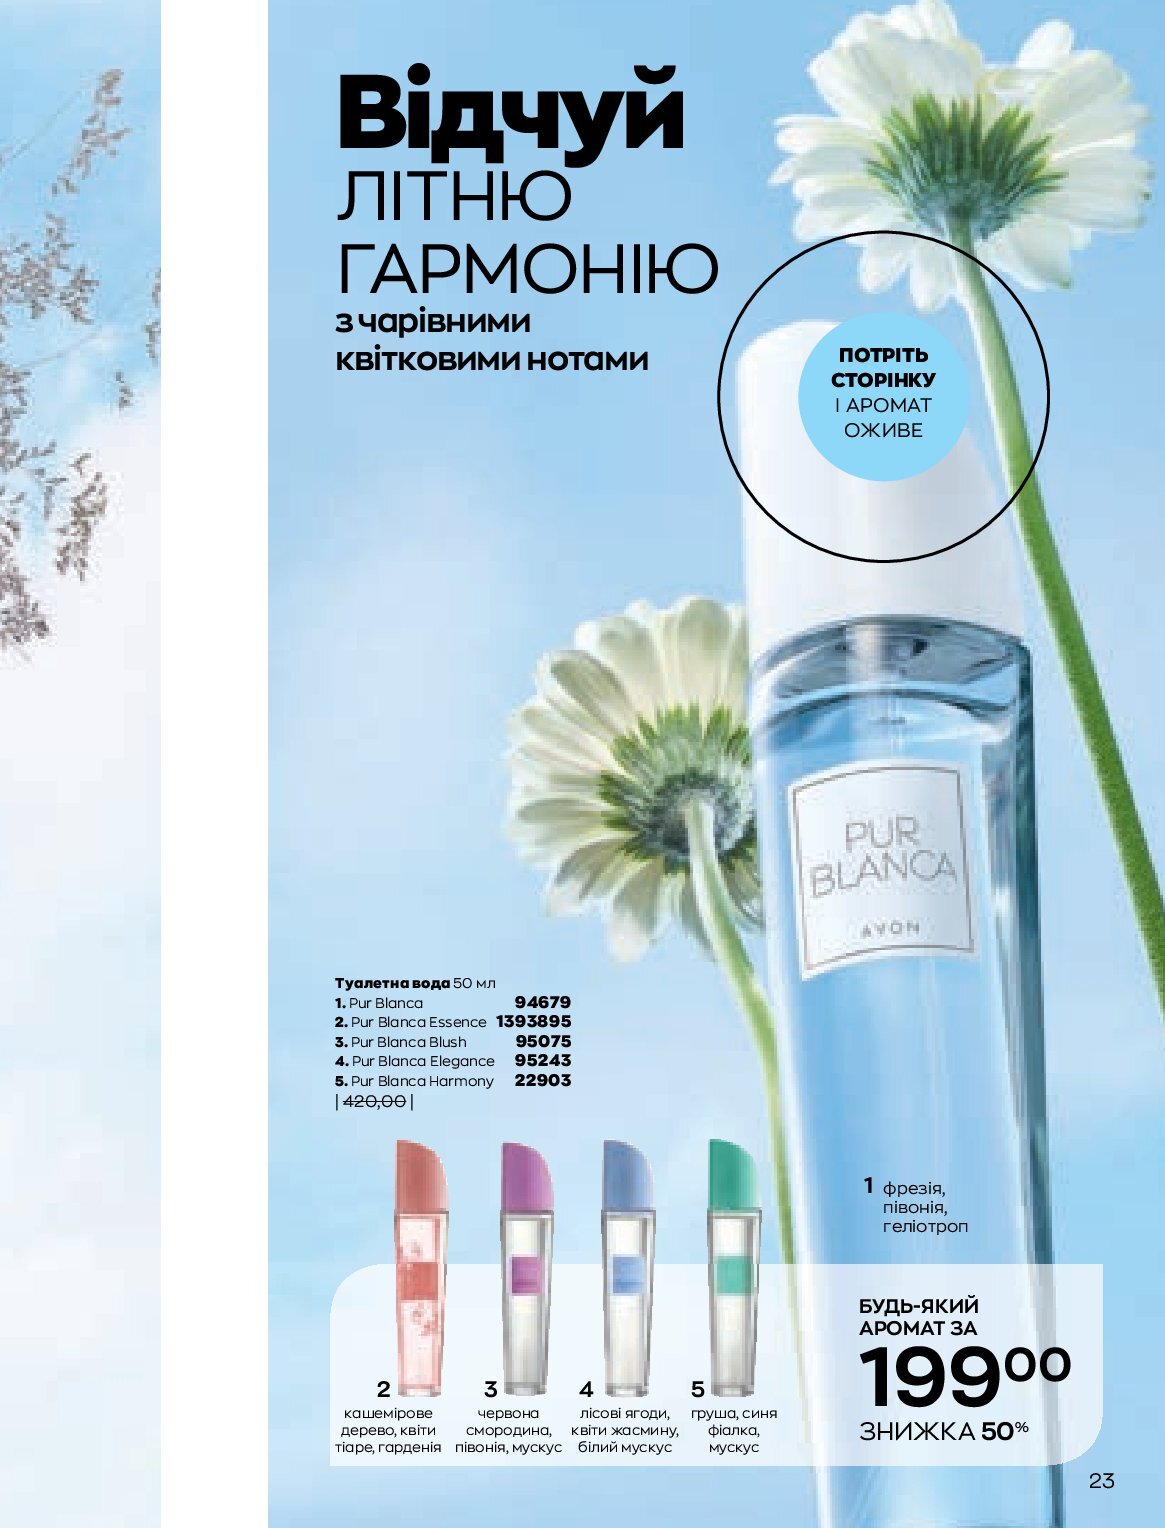 Відчуй
ЛІТНЮ
ГАРМОНІЮ
з чарівними
квітковими нотами
ПОТРІТЬ
СТОРІНКУ
І АРОМАТ
ОЖИВЕ
PUR
BLANCA
AVON
Туалетна вода 50 мл
1. Pur Blanca 94679
2. Pur Blanca Essence 1393895
3. Pur Blanca Blush 95075
4. Pur Blanca Elegance 95243
5. Pur Blanca Harmony 22903
| 420,00 |
1 фрезія,
півонія,
геліотроп
2
кашемірове
дерево, квіти
тіаре, гарденія
3
червона
смородина,
півонія, мускус
4
лісові ягоди,
квіти жасмину,
білий мускус
5
груша, синя
фіалка,
мускус
БУДЬ-ЯКИЙ
АРОМАТ ЗА
199⁰⁰
ЗНИЖКА 50%
23